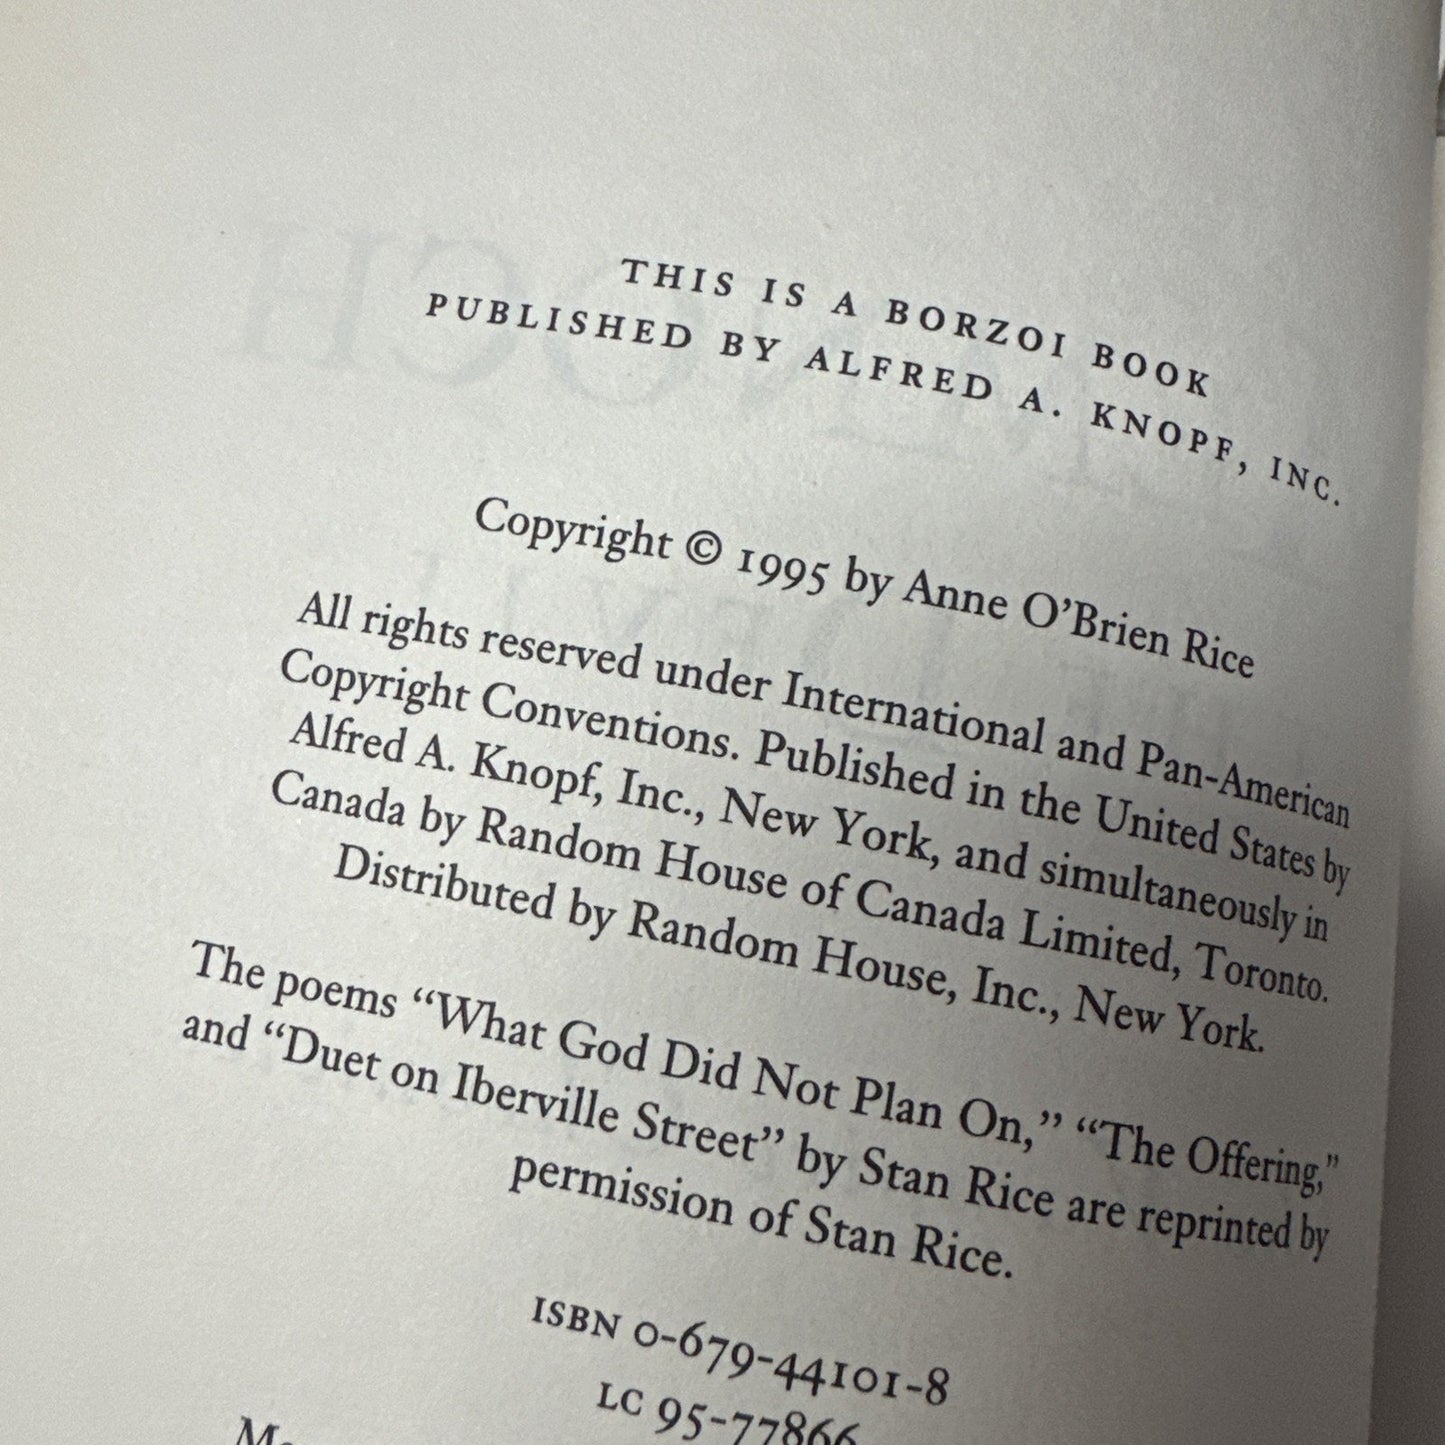 THIS IS A BORZOI BOOK
PUBLISHED BY ALFRED A. KNOPF, INC.
Copyright © 1995 by Anne O'Brien Rice
All rights reserved under International and Pan-American
Copyright Conventions. Published in the United States by
Alfred A. Knopf, Inc., New York, and simultaneously in
Canada by Random House of Canada Limited, Toronto.
Distributed by Random House, Inc., New York.
The poems “What God Did Not Plan On,” “The Offering,”
and “Duet on Iberville Street” by Stan Rice are reprinted by
permission of Stan Rice.
ISBN 0-679-44101-8
LC 95-77866